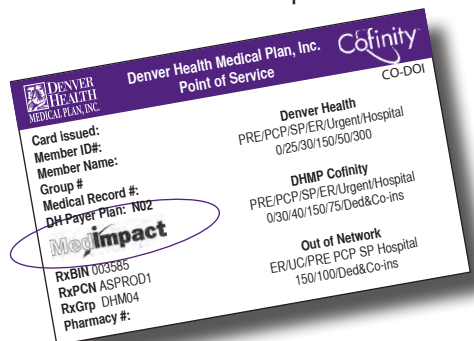 DENVER
HEALTH
MEDICAL PLAN, INC.
Denver Health Medical Plan, Inc.
Point of Service
Cofinity
CO-DOI
Card issued:
Member ID#:
Member Name:
Group #
Medical Record #:
DH Payer Plan: N02
MedImpact
RxBIN 003585
RxPCN ASPROD1
RxGrp DHM04
Pharmacy #:
Denver Health
PRE/PCP/SP/ER/Urgent/Hospital
0/25/30/150/50/300
DHMP Cofinity
PRE/PCP/SP/ER/Urgent/Hospital
0/30/40/150/75/Ded&Co-ins
Out of Network
ER/UC/PRE PCP SP Hospital
150/100/Ded&Co-ins